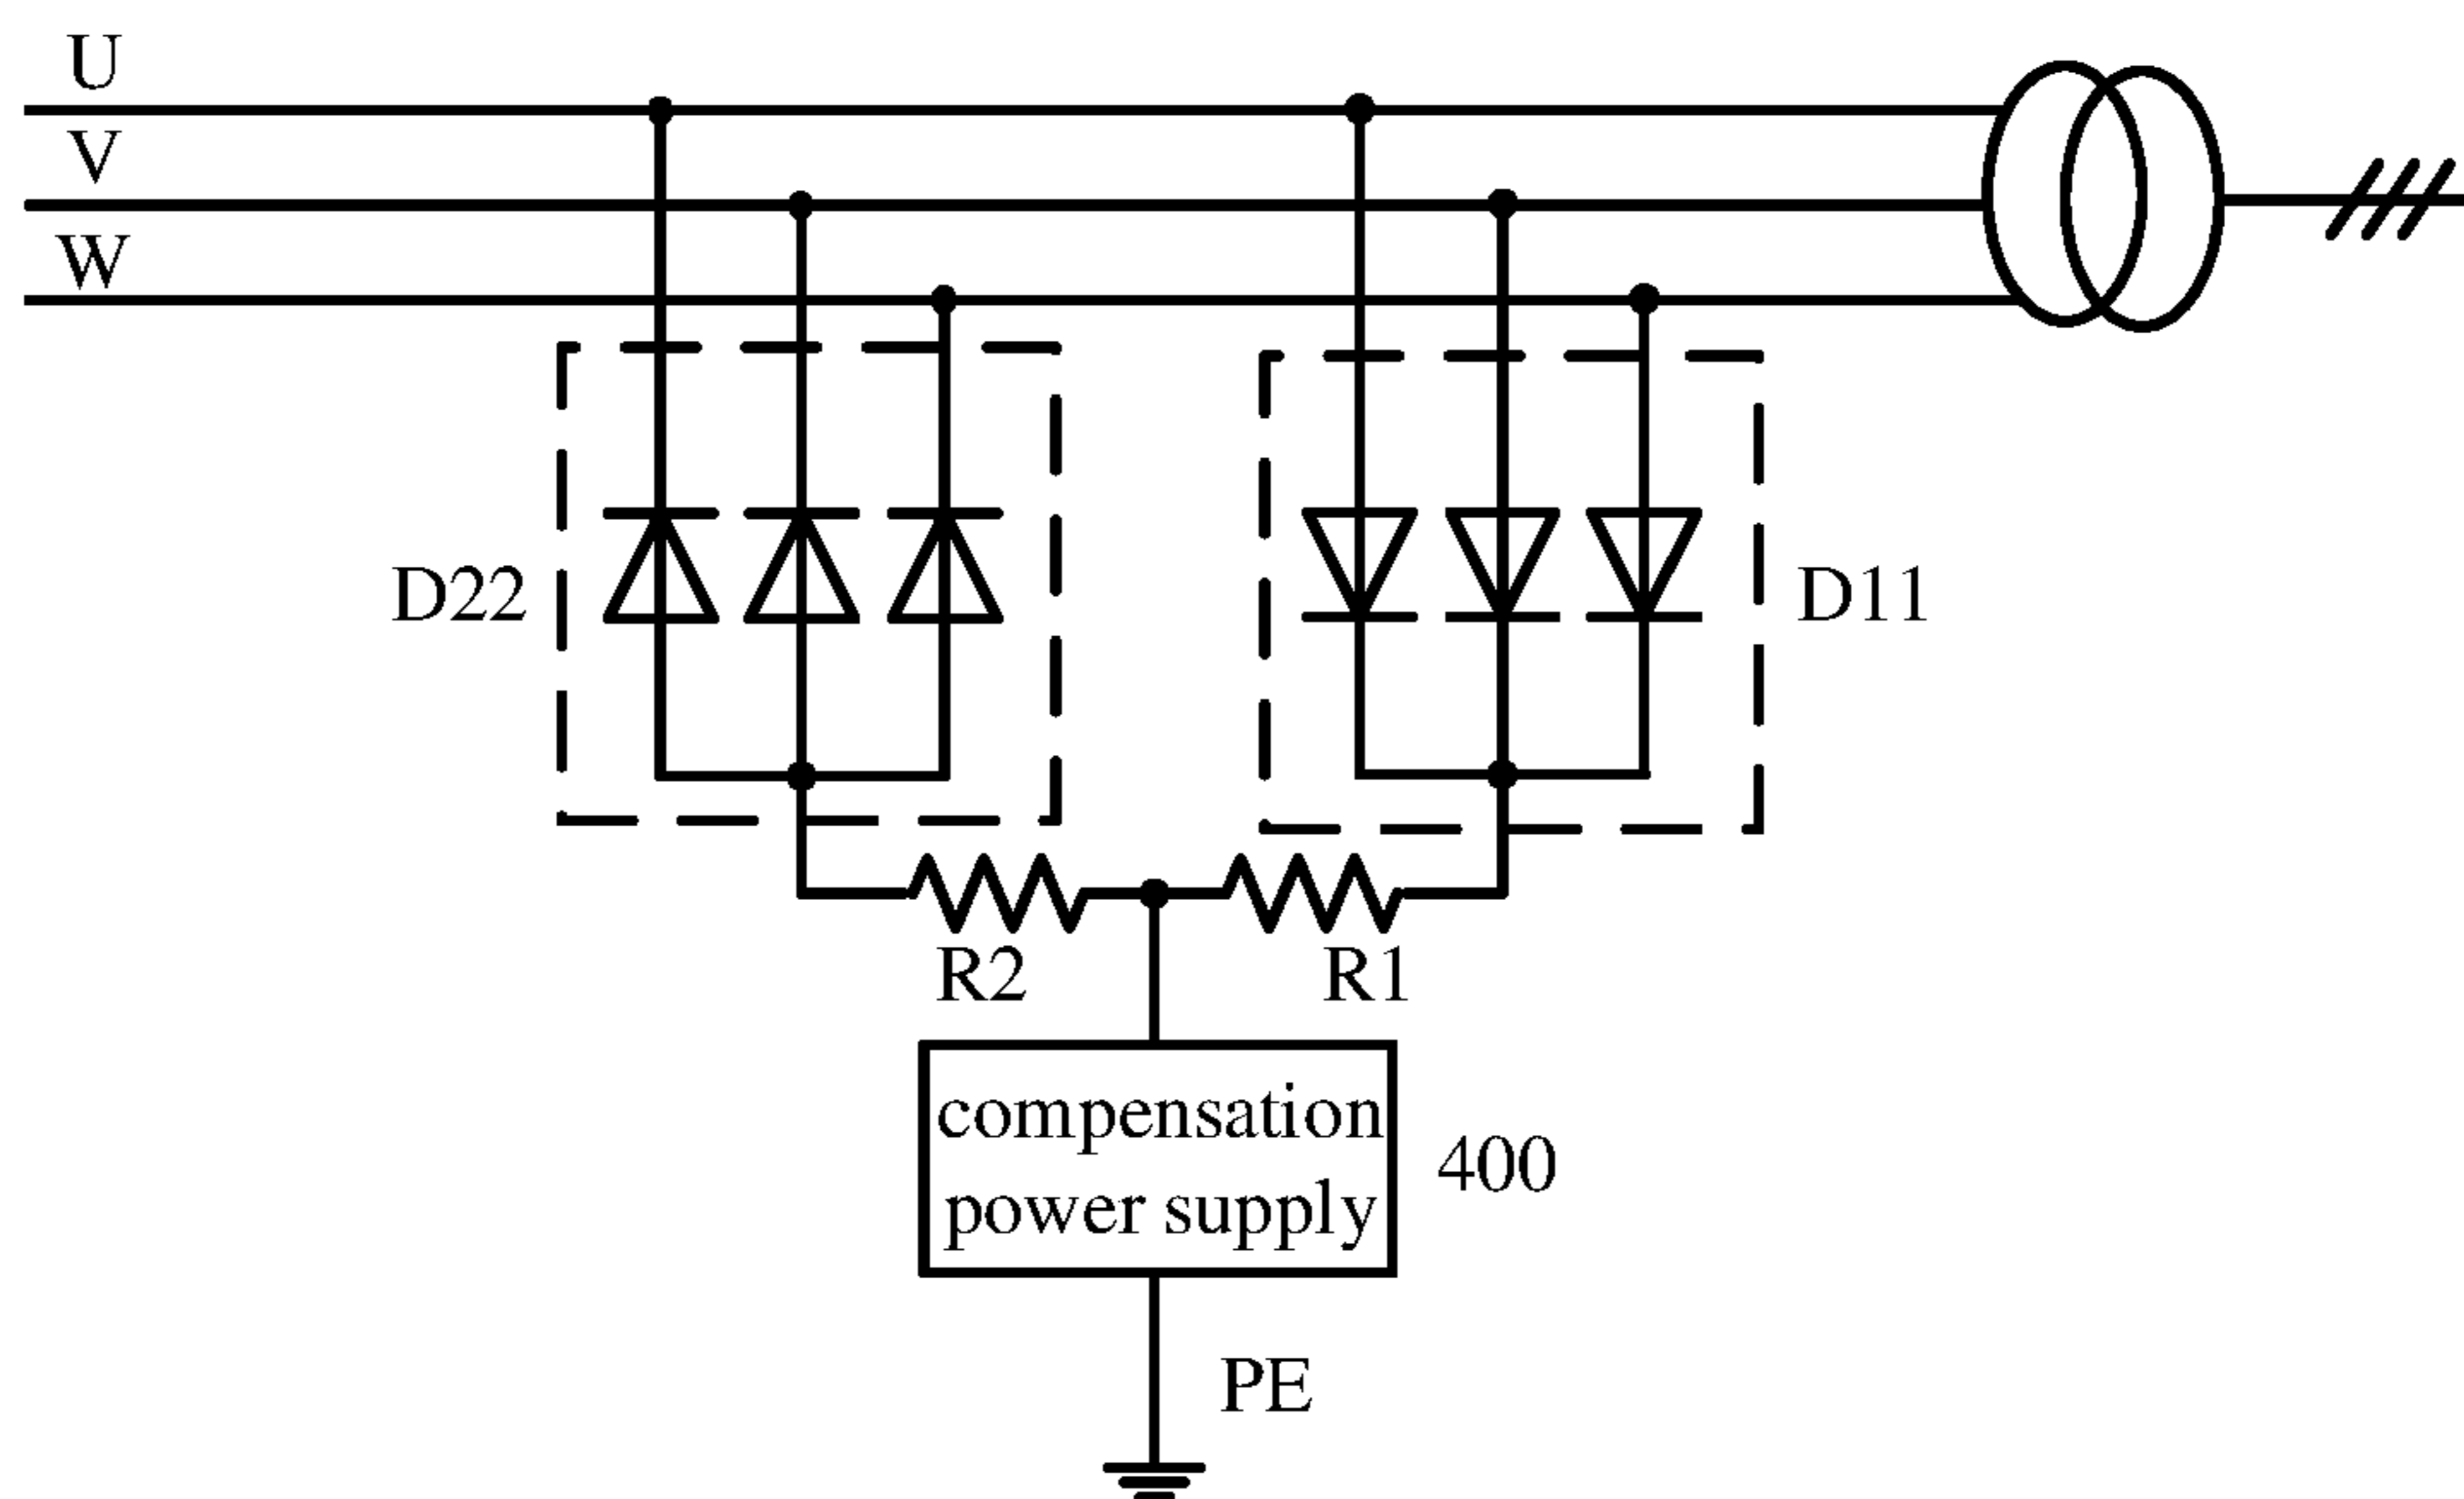 U
V
W
D22
D11
R2
R1
compensation
power supply
400
PE